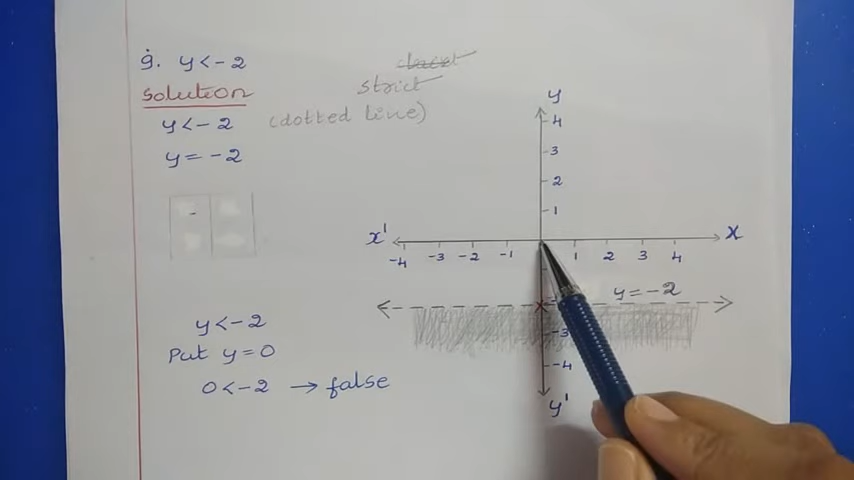 9. y < - 2
strict
Solution
y < - 2 (dotted line)
y = - 2
y < - 2
Put y = 0
0 < - 2 → false
y
4
3
2
1
x' x
-4 -3 -2 -1 1 2 3 4
y = - 2
-3
-4
y'